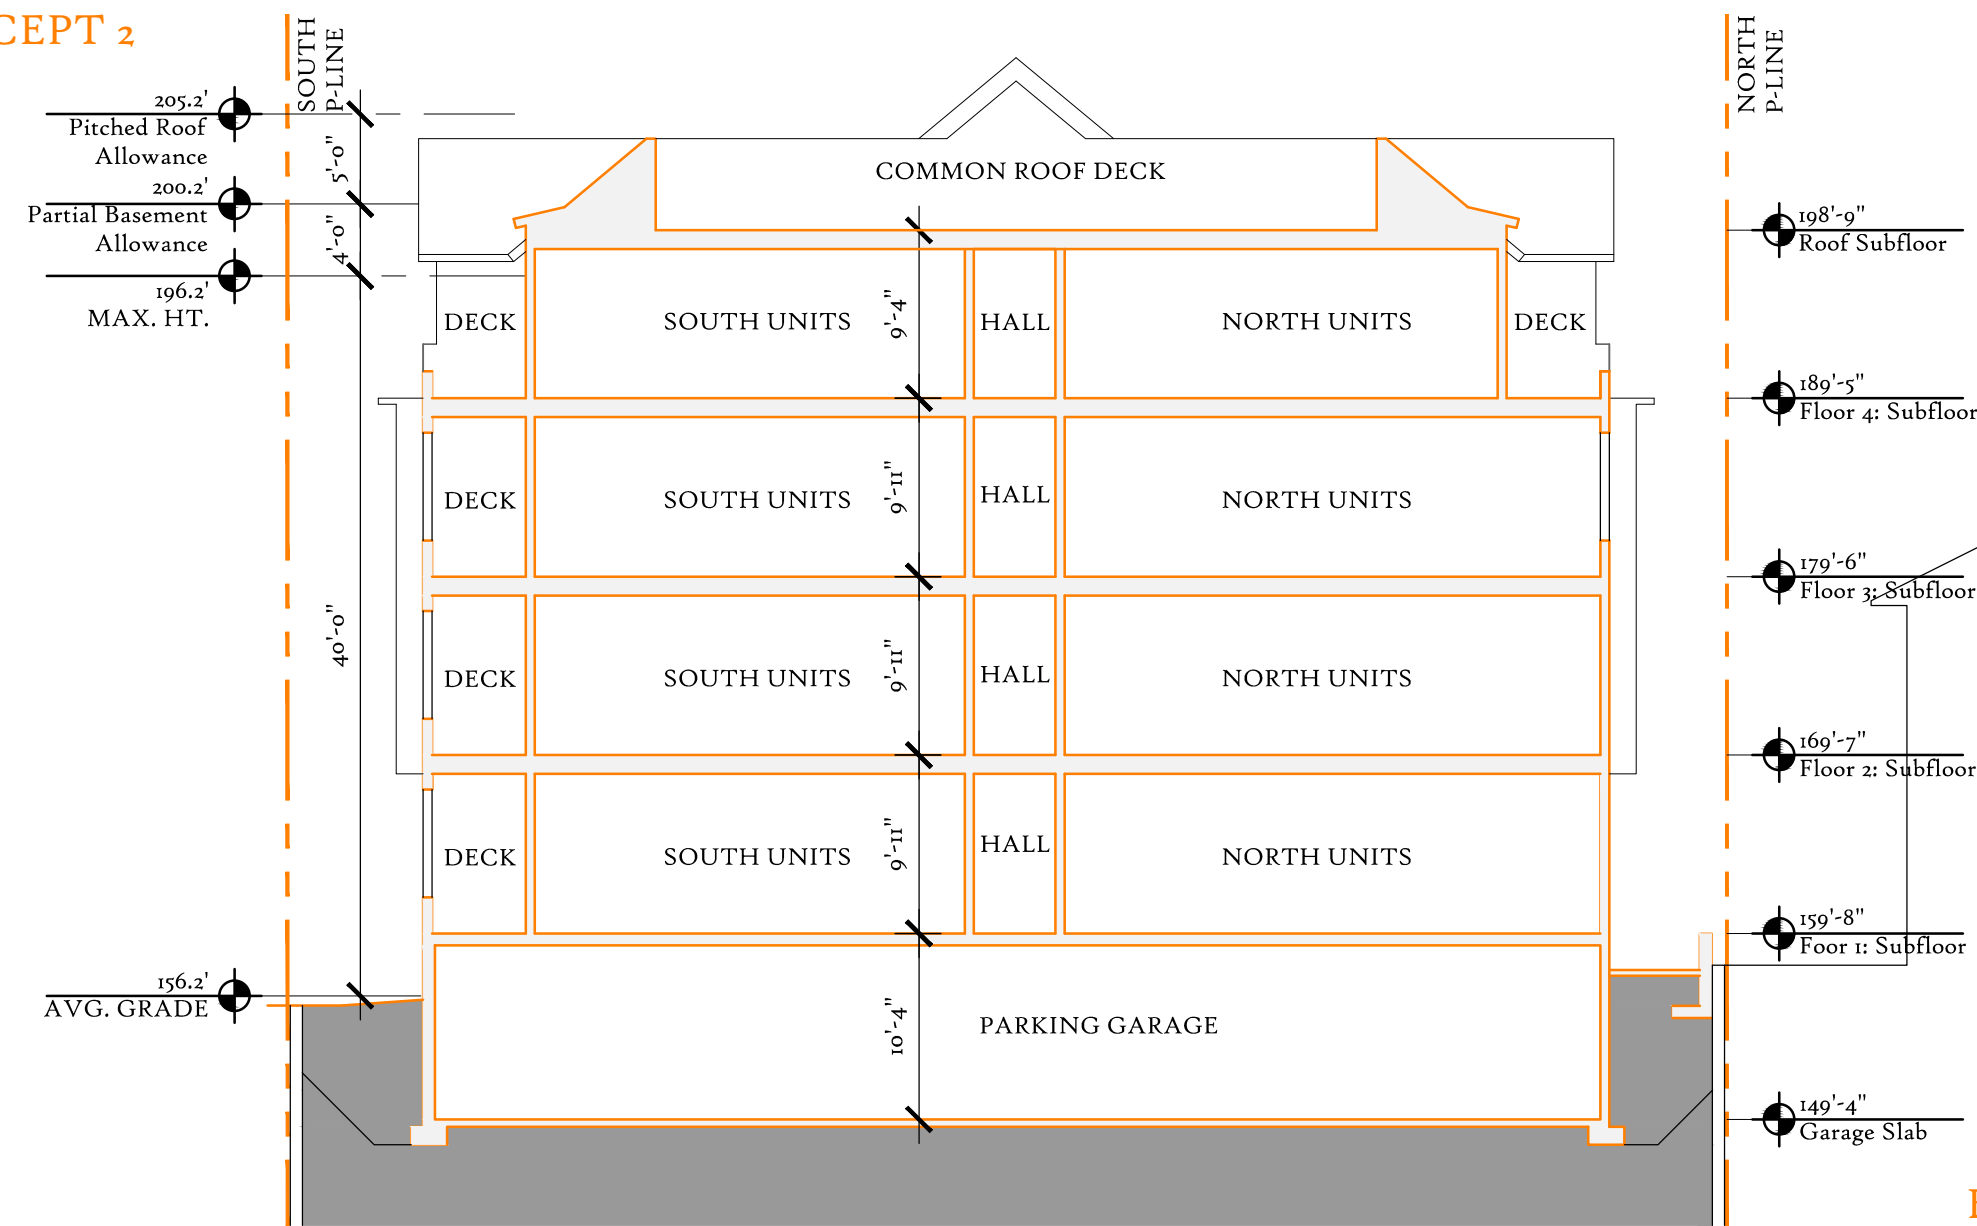 CEPT 2
SOUTH
P-LINE
NORTH
P-LINE
205.2'
Pitched Roof
Allowance
5'-0"
200.2'
Partial Basement
Allowance
4'-0"
196.2'
MAX. HT.
40'-0"
156.2'
AVG. GRADE
COMMON ROOF DECK
DECK SOUTH UNITS 9'-4" HALL NORTH UNITS DECK
DECK SOUTH UNITS 9'-11" HALL NORTH UNITS
DECK SOUTH UNITS 9'-11" HALL NORTH UNITS
DECK SOUTH UNITS 9'-11" HALL NORTH UNITS
10'-4" PARKING GARAGE
198'-9"
Roof Subfloor
189'-5"
Floor 4: Subfloor
179'-6"
Floor 3: Subfloor
169'-7"
Floor 2: Subfloor
159'-8"
Foor 1: Subfloor
149'-4"
Garage Slab